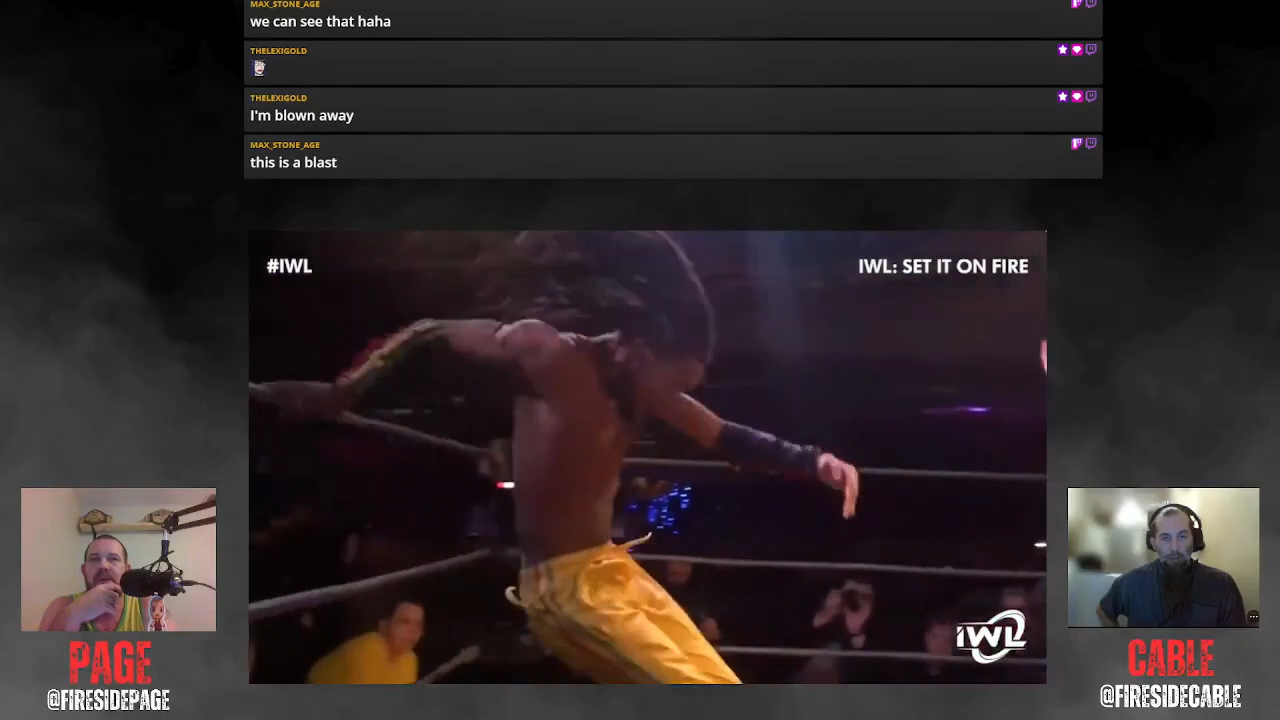 MAX_STONE_AGE
we can see that haha
THELEXIGOLD
THELEXIGOLD
I'm blown away
MAX_STONE_AGE
this is a blast
#IWL
IWL: SET IT ON FIRE
IWL
PAGE
@FIRESIDEPAGE
CABLE
@FIRESIDECABLE